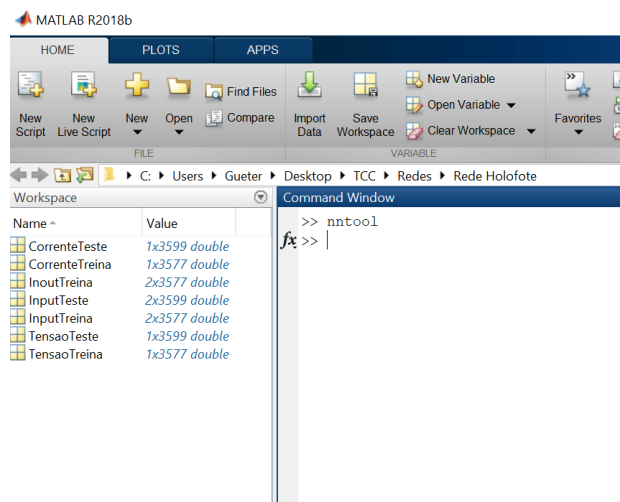 MATLAB R2018b
HOME PLOTS APPS
New Script
New Live Script
New
Open
Find Files
Compare
Import Data
Save Workspace
New Variable
Open Variable
Clear Workspace
Favorites
FILE VARIABLE
C: Users Gueter Desktop TCC Redes Rede Holofote
Workspace
Name Value
CorrenteTeste 1x3599 double
CorrenteTreina 1x3577 double
InoutTreina 2x3577 double
InputTeste 2x3599 double
InputTreina 2x3577 double
TensaoTeste 1x3599 double
TensaoTreina 1x3577 double
Command Window
>> nntool
fx >>